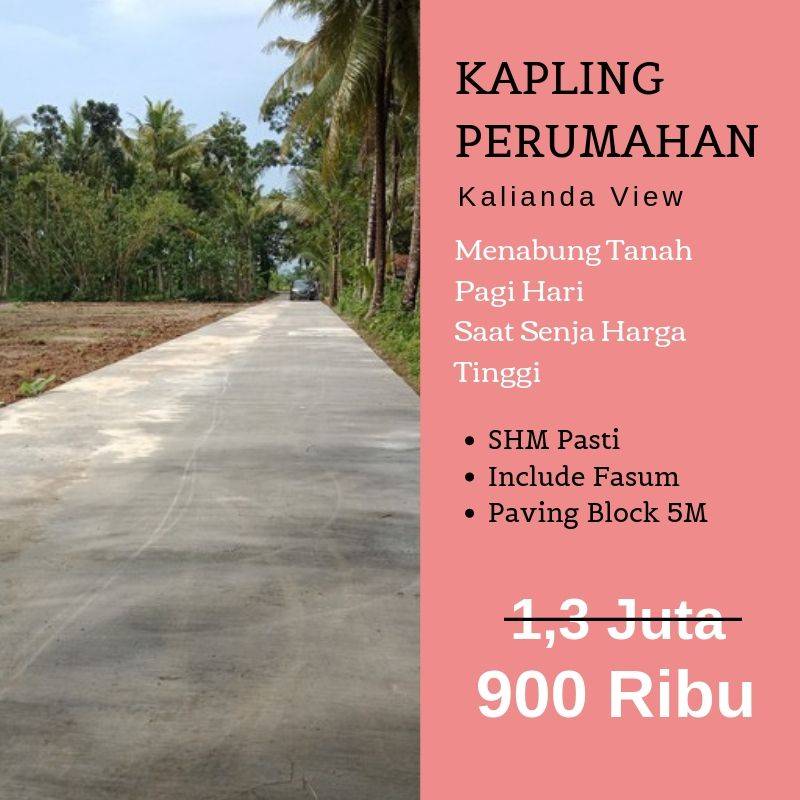 KAPLING
PERUMAHAN
Kalianda View
Menabung Tanah
Pagi Hari
Saat Senja Harga
Tinggi
• SHM Pasti
• Include Fasum
• Paving Block 5M
1,3 Juta
900 Ribu